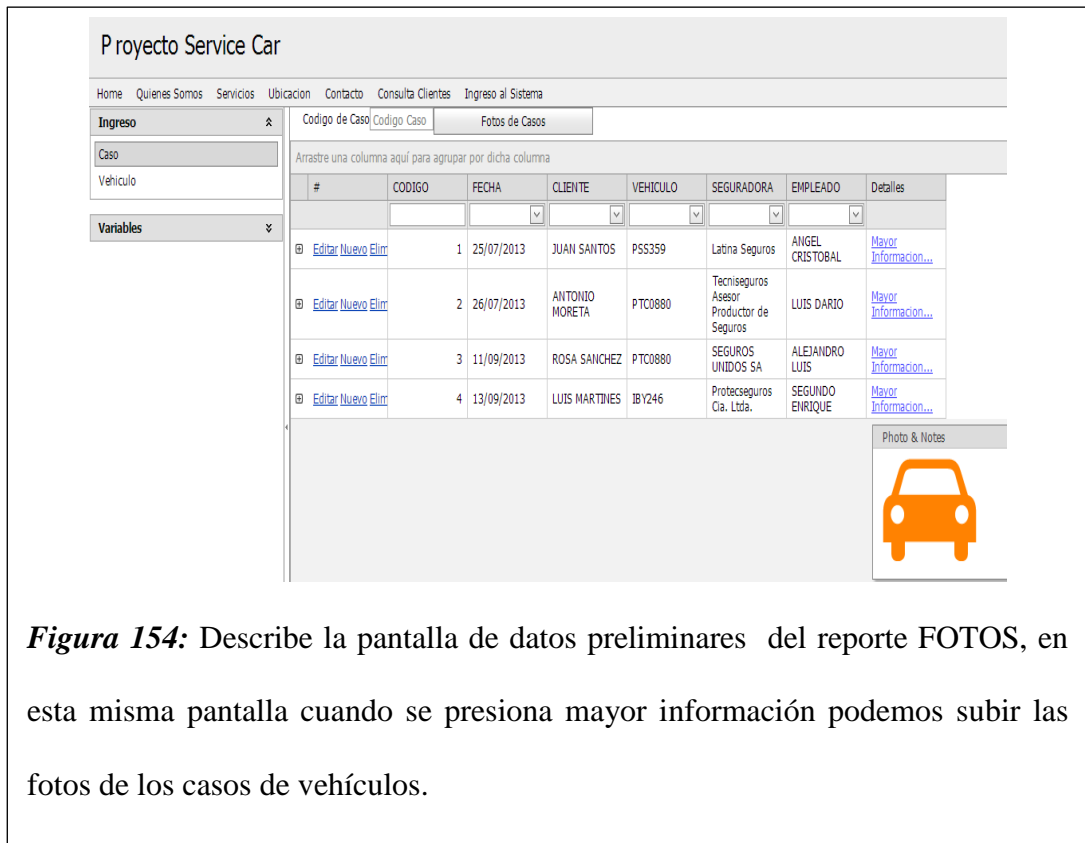 Proyecto Service Car
Home Quienes Somos Servicios Ubicacion Contacto Consulta Clientes Ingreso al Sistema
Ingreso
Caso
Vehiculo
Variables
Codigo de Caso Codigo Caso Fotos de Casos
Arrastre una columna aquí para agrupar por dicha columna
# CODIGO FECHA CLIENTE VEHICULO SEGURADORA EMPLEADO Detalles
Editar Nuevo Elim 1 25/07/2013 JUAN SANTOS PSS359 Latina Seguros ANGEL CRISTOBAL Mayor Informacion...
Editar Nuevo Elim 2 26/07/2013 ANTONIO MORETA PTC0880 Tecniseguros Asesor Productor de Seguros LUIS DARIO Mayor Informacion...
Editar Nuevo Elim 3 11/09/2013 ROSA SANCHEZ PTC0880 SEGUROS UNIDOS SA ALEJANDRO LUIS Mayor Informacion...
Editar Nuevo Elim 4 13/09/2013 LUIS MARTINES IBY246 Protecseguros Cia. Ltda. SEGUNDO ENRIQUE Mayor Informacion...
Photo & Notes
Figura 154: Describe la pantalla de datos preliminares del reporte FOTOS, en
esta misma pantalla cuando se presiona mayor información podemos subir las
fotos de los casos de vehículos.